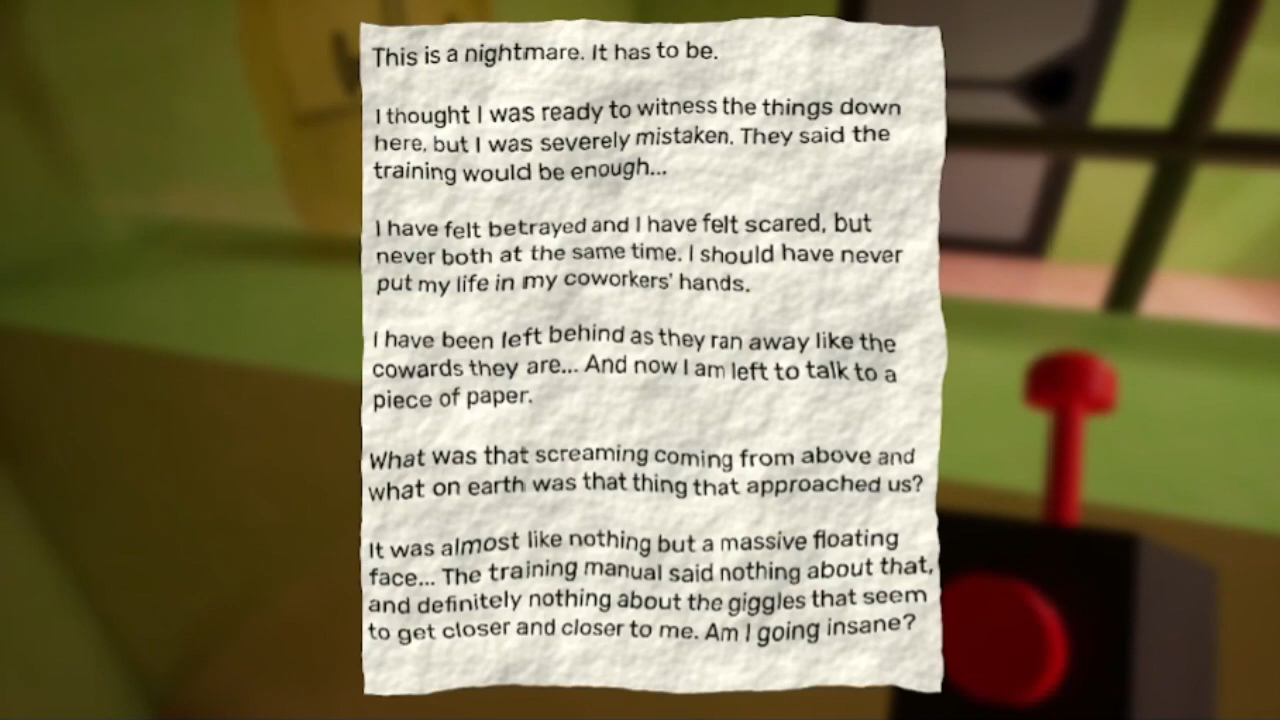 This is a nightmare. It has to be.
I thought I was ready to witness the things down
here, but I was severely mistaken. They said the
training would be enough...
I have felt betrayed and I have felt scared, but
never both at the same time. I should have never
put my life in my coworkers' hands.
I have been left behind as they ran away like the
cowards they are... And now I am left to talk to a
piece of paper.
What was that screaming coming from above and
what on earth was that thing that approached us?
It was almost like nothing but a massive floating
face... The training manual said nothing about that,
and definitely nothing about the giggles that seem
to get closer and closer to me. Am I going insane?